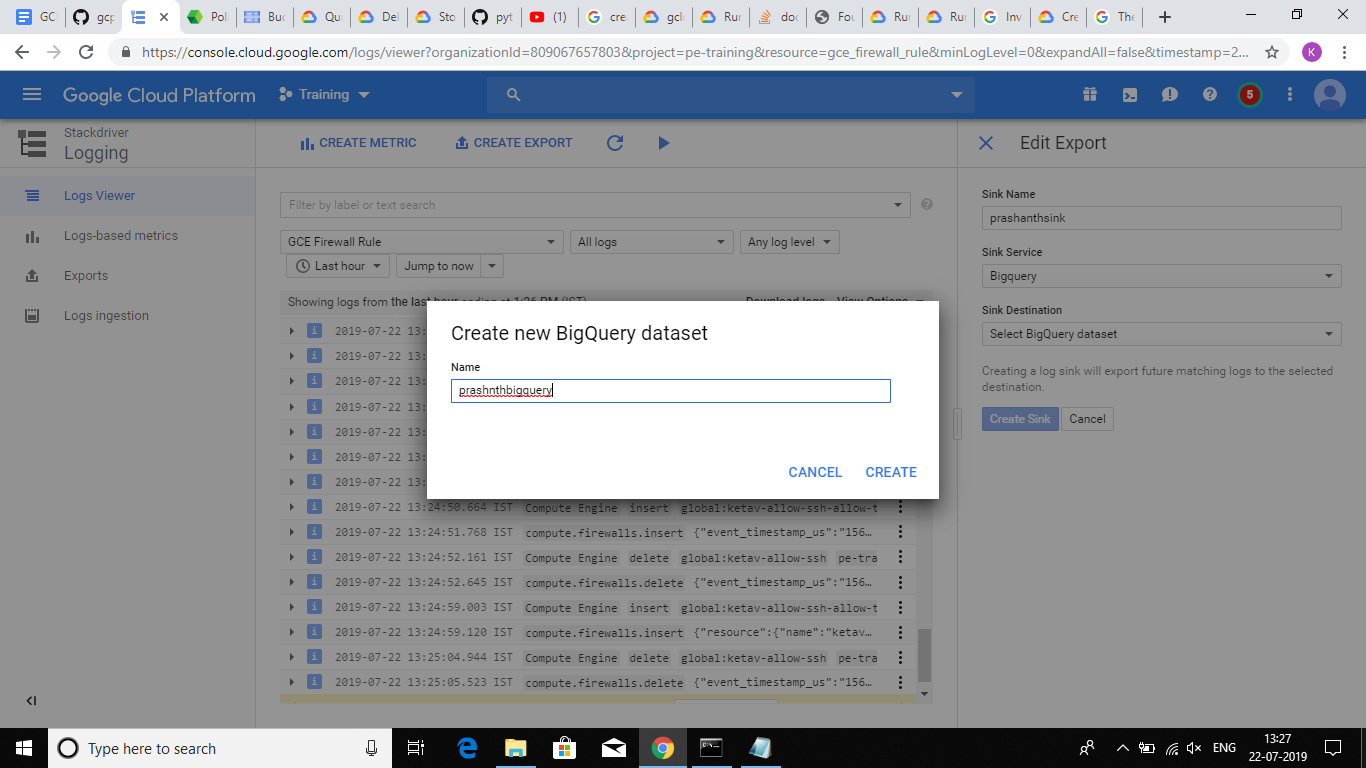 GCP
gcp
Pol
Buc
Qui
Del
Sto
pyt
(1)
cre
gcl
Rur
doc
Fou
Rur
Rur
Inv
Cre
The
https://console.cloud.google.com/logs/viewer?organizationId=809067657803&project=pe-training&resource=gce_firewall_rule&minLogLevel=0&expandAll=false&timestamp=2...
K
Google Cloud Platform
Training
5
Stackdriver
Logging
Logs Viewer
Logs-based metrics
Exports
Logs ingestion
CREATE METRIC
CREATE EXPORT
Filter by label or text search
GCE Firewall Rule
All logs
Any log level
Last hour
Jump to now
Showing logs from the last hour ending at 1:26 PM (IST)
Download logs
View Options
i 2019-07-22 13:
i 2019-07-22 13:
i 2019-07-22 13:
i 2019-07-22 13:
i 2019-07-22 13:
i 2019-07-22 13:
i 2019-07-22 13:
i 2019-07-22 13:24:50.664 IST Compute Engine insert global:ketav-allow-ssh-allow-t
i 2019-07-22 13:24:51.768 IST compute.firewalls.insert {"event_timestamp_us":"156…
i 2019-07-22 13:24:52.161 IST Compute Engine delete global:ketav-allow-ssh pe-tra
i 2019-07-22 13:24:52.645 IST compute.firewalls.delete {"event_timestamp_us":"156…
i 2019-07-22 13:24:59.003 IST Compute Engine insert global:ketav-allow-ssh-allow-t
i 2019-07-22 13:24:59.120 IST compute.firewalls.insert {"resource":{"name":"ketav…
i 2019-07-22 13:25:04.944 IST Compute Engine delete global:ketav-allow-ssh pe-tra
i 2019-07-22 13:25:05.523 IST compute.firewalls.delete {"event_timestamp_us":"156…
Create new BigQuery dataset
Name
prashnthbigquery
CANCEL
CREATE
Edit Export
Sink Name
prashanthsink
Sink Service
Bigquery
Sink Destination
Select BigQuery dataset
Creating a log sink will export future matching logs to the selected
destination.
Create Sink
Cancel
Type here to search
ENG
13:27
22-07-2019